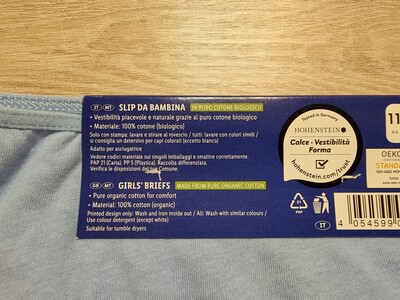 IT MT SLIP DA BAMBINA IN PURO COTONE BIOLOGICO
• Vestibilità piacevole e naturale grazie al puro cotone biologico
• Materiale: 100% cotone (biologico)
Solo con stampa: lavare e stirare al rovescio / tutti: lavare con colori simili /
si consiglia un detersivo per capi colorati (eccetto bianco)
Adatto per asciugatrice.
Vedere codici materiale sui singoli imballaggi e smaltire correttamente.
PAP 21 (Carta). PP 5 (Plastica). Raccolta differenziata.
Verifica le disposizioni del tuo Comune.
GB MT GIRLS' BRIEFS MADE FROM PURE ORGANIC COTTON
• Pure organic cotton for comfort
• Material: 100% cotton (organic)
Printed design only: Wash and iron inside out / All: Wash with similar colours /
Use colour detergent (except white)
Suitable for tumble dryers
Tested in Germany
HOHENSTEIN
Calce • Vestibilità
Forma
hohenstein.com/trust
21
PAP
IT
11
OEKO
STANDA
4 054599